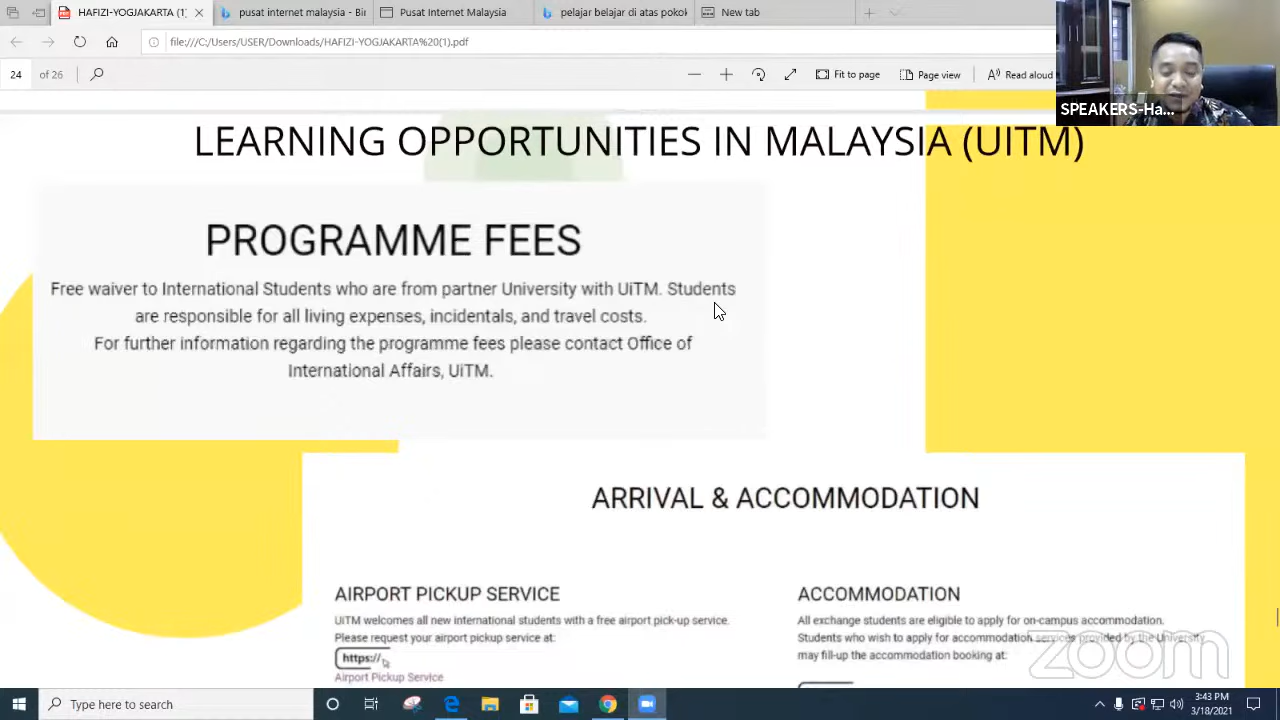 HAFIZI-YOGJAKARTA (1)
pusat internet malaysia - Bi
Pusat Internet Malaysia
pelajar belajar di atas pokok
New tab
file:///C:/Users/USER/Downloads/HAFIZI-YOGJAKARTA%20(1).pdf
24 of 26
Fit to page
Page view
Read aloud
SPEAKERS-Ha...
LEARNING OPPORTUNITIES IN MALAYSIA (UITM)
PROGRAMME FEES
Free waiver to International Students who are from partner University with UiTM. Students
are responsible for all living expenses, incidentals, and travel costs.
For further information regarding the programme fees please contact Office of
International Affairs, UiTM.
ARRIVAL & ACCOMMODATION
AIRPORT PICKUP SERVICE
UiTM welcomes all new international students with a free airport pick-up service.
Please request your airport pickup service at:
https://
Airport Pickup Service
ACCOMMODATION
All exchange students are eligible to apply for on-campus accommodation.
Students who wish to apply for accommodation services provided by the University
may fill-up the accommodation booking at:
zoom
Type here to search
3:43 PM
3/18/2021